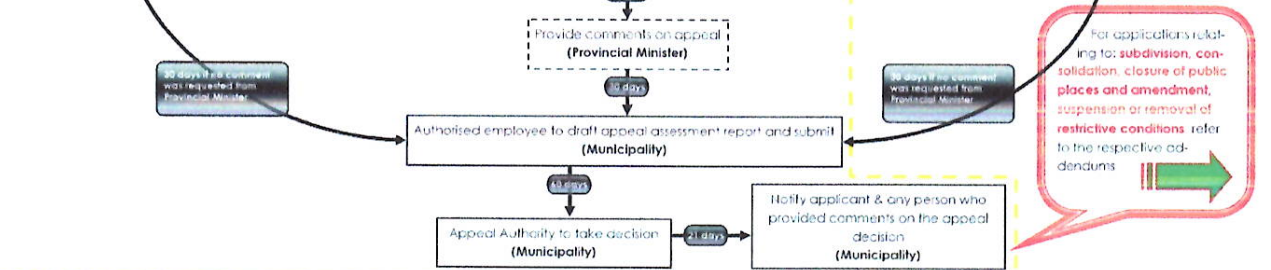 Provide comments on appeal
(Provincial Minister)
30 days if no comment
was requested from
Provincial Minister
30 days
30 days if no comment
was requested from
Provincial Minister
For applications relat-
ing to: subdivision, con-
solidation, closure of public
places and amendment,
suspension or removal of
restrictive conditions refer
to the respective ad-
dendums
Authorised employee to draft appeal assessment report and submit
(Municipality)
days
Appeal Authority to take decision
(Municipality)
21 days
Notify applicant & any person who
provided comments on the appeal
decision
(Municipality)